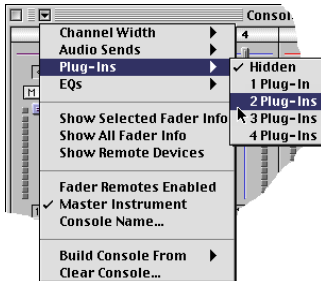 Consol
Channel Width
4
Audio Sends
Plug-Ins
✓ Hidden
EQs
1 Plug-In
M
2 Plug-Ins
Show Selected Fader Info
3 Plug-Ins
Show All Fader Info
4 Plug-Ins
Show Remote Devices
Fader Remotes Enabled
✓ Master Instrument
Console Name...
Build Console From
Clear Console...